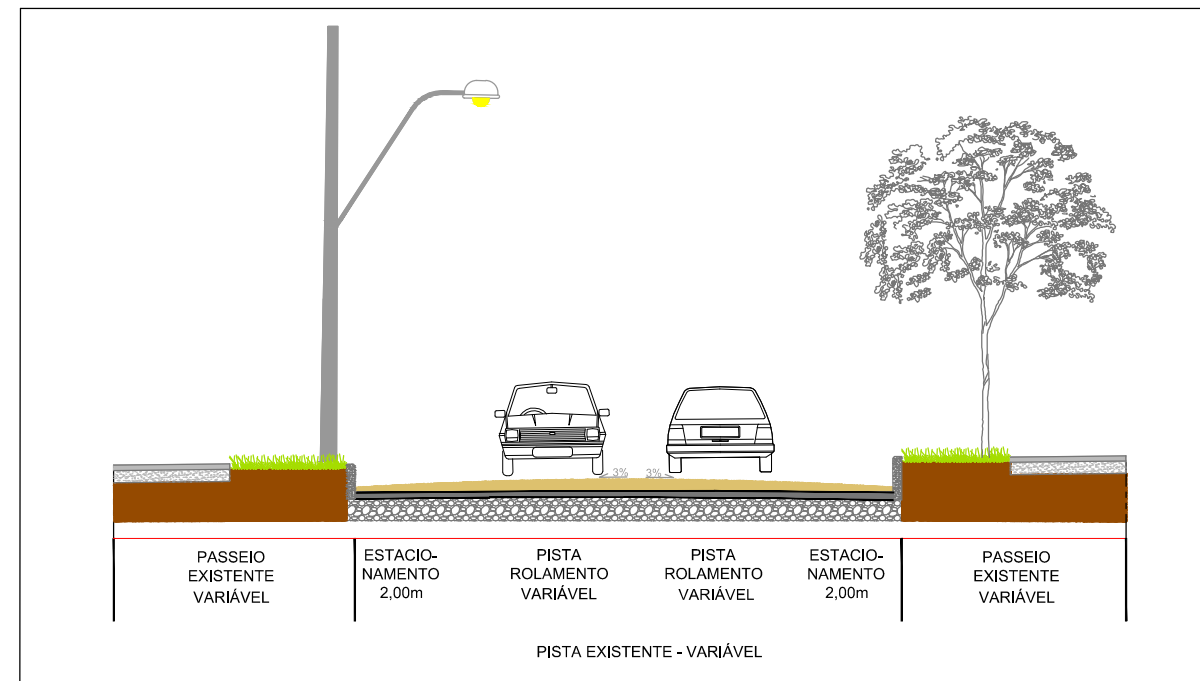 3%
3%
PASSEIO
EXISTENTE
VARIÁVEL
ESTACIO-
NAMENTO
2,00m
PISTA
ROLAMENTO
VARIÁVEL
PISTA
ROLAMENTO
VARIÁVEL
ESTACIO-
NAMENTO
2,00m
PASSEIO
EXISTENTE
VARIÁVEL
PISTA EXISTENTE - VARIÁVEL